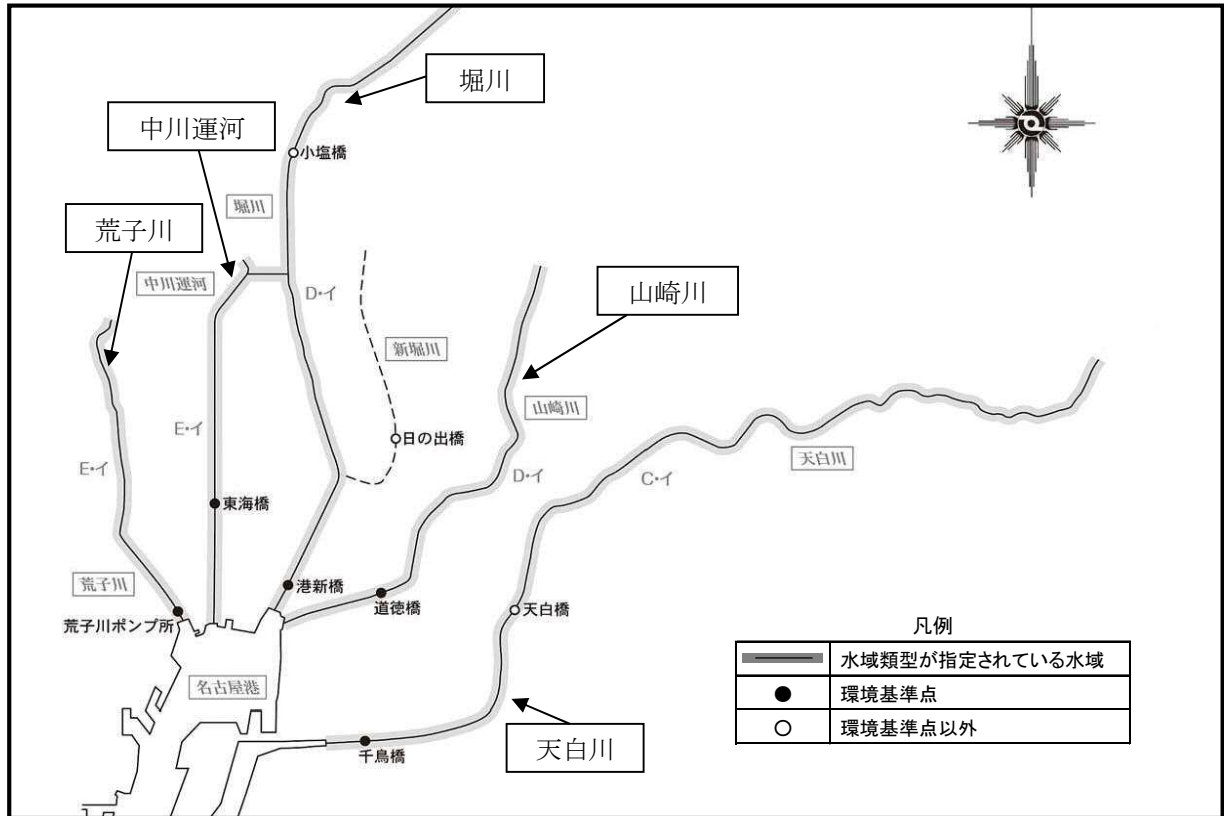 堀川
中川運河
小塩橋
荒子川
堀川
中川運河
D・イ
山崎川
新堀川
山崎川
日の出橋
E・イ
E・イ
D・イ
C・イ
天白川
東海橋
荒子川
港新橋
道徳橋
天白橋
荒子川ポンプ所
名古屋港
千鳥橋
天白川
凡例
水域類型が指定されている水域
環境基準点
環境基準点以外